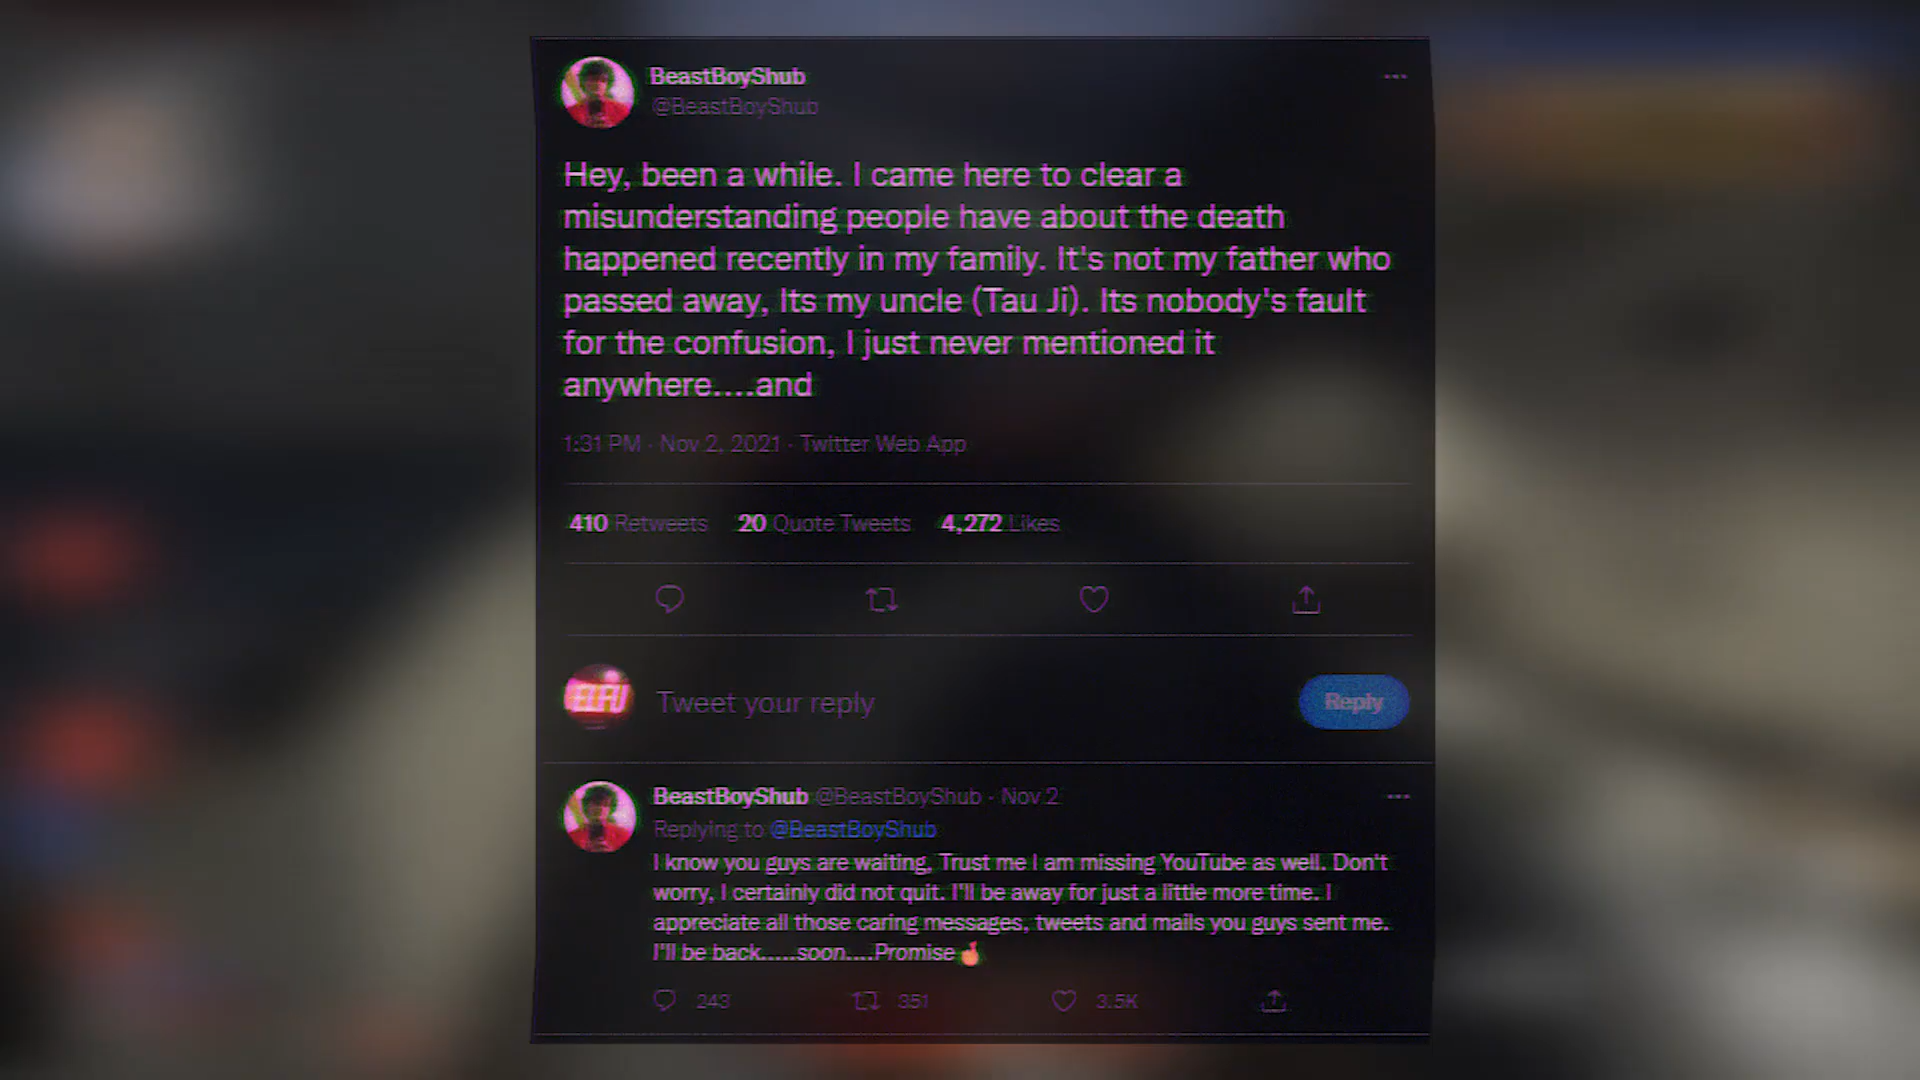 BeastBoyShub
@BeastBoyShub
Hey, been a while. I came here to clear a
misunderstanding people have about the death
happened recently in my family. It's not my father who
passed away, Its my uncle (Tau Ji). Its nobody's fault
for the confusion, I just never mentioned it
anywhere....and
1:31 PM · Nov 2, 2021 · Twitter Web App
410 Retweets 20 Quote Tweets 4,272 Likes
Tweet your reply
Reply
BeastBoyShub @BeastBoyShub · Nov 2
Replying to @BeastBoyShub
I know you guys are waiting, Trust me I am missing YouTube as well. Don't
worry, I certainly did not quit. I'll be away for just a little more time. I
appreciate all those caring messages, tweets and mails you guys sent me.
I'll be back.....soon....Promise
243 351 3.5K